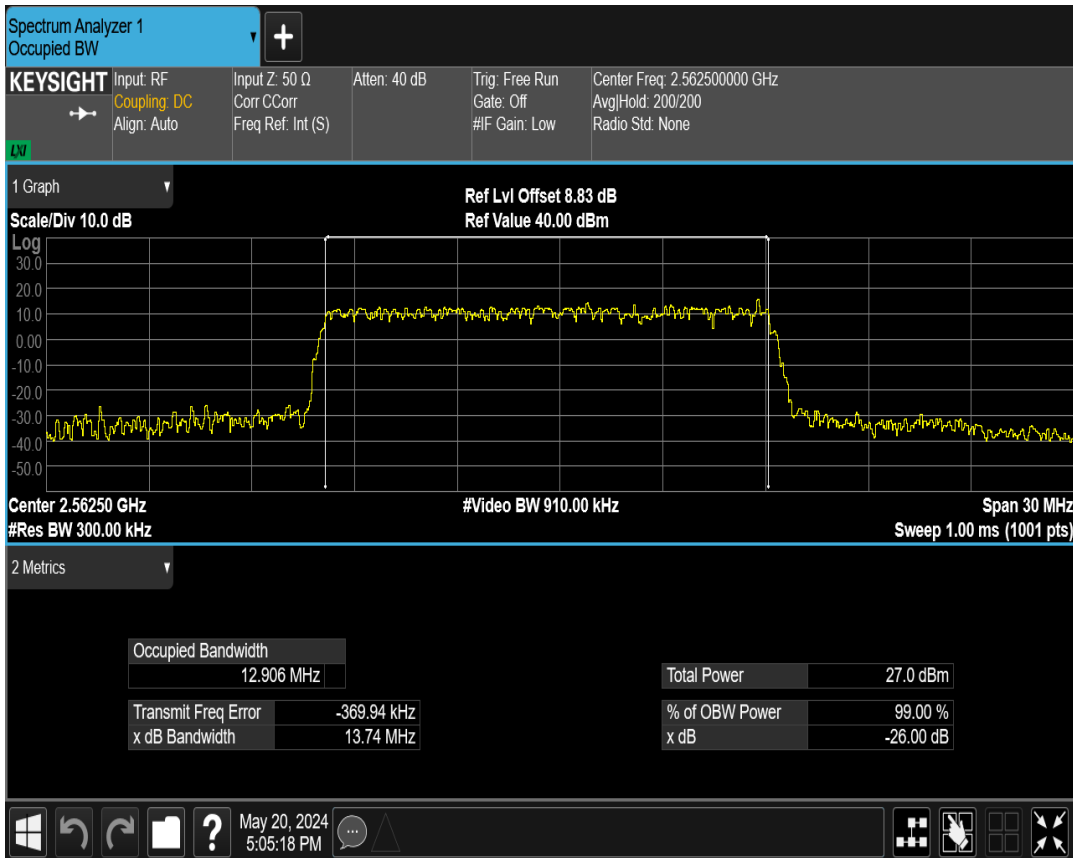 Spectrum Analyzer 1
Occupied BW
KEYSIGHT
LXI
Input: RF
Coupling: DC
Align: Auto
Input Z: 50 Ω
Corr CCorr
Freq Ref: Int (S)
Atten: 40 dB
Trig: Free Run
Gate: Off
#IF Gain: Low
Center Freq: 2.562500000 GHz
Avg|Hold: 200/200
Radio Std: None
1 Graph
Scale/Div 10.0 dB
Ref Lvl Offset 8.83 dB
Ref Value 40.00 dBm
Log
30.0
20.0
10.0
0.00
-10.0
-20.0
-30.0
-40.0
-50.0
Center 2.56250 GHz
#Res BW 300.00 kHz
#Video BW 910.00 kHz
Span 30 MHz
Sweep 1.00 ms (1001 pts)
2 Metrics
Occupied Bandwidth
12.906 MHz
Transmit Freq Error -369.94 kHz
x dB Bandwidth 13.74 MHz
Total Power 27.0 dBm
% of OBW Power 99.00 %
x dB -26.00 dB
?
May 20, 2024
5:05:18 PM